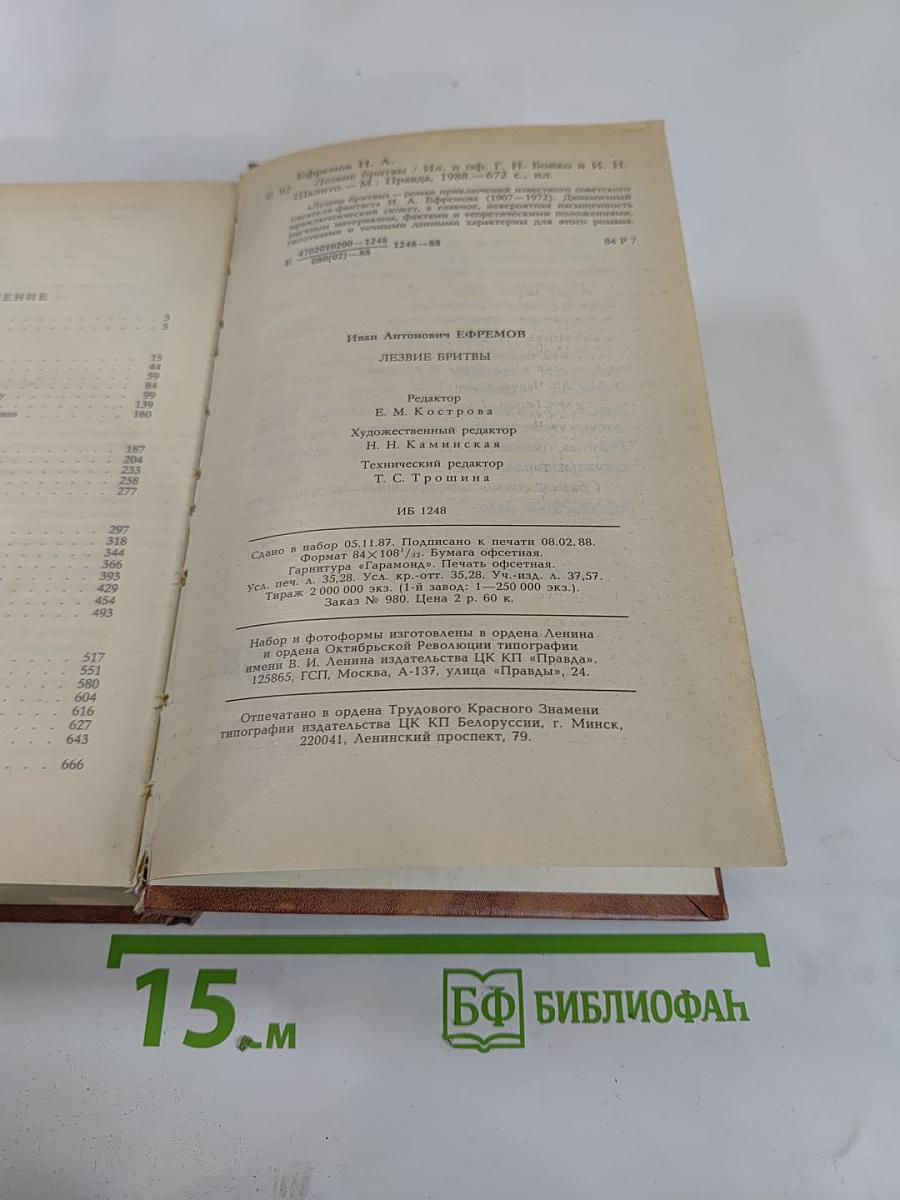 ЕНИЕ
3
5
15
44
59
84
99
139
160
187
204
233
258
277
297
318
344
366
393
429
454
493
517
551
580
604
616
627
643
666
Ефремов И. А.
Е 92 Лезвие бритвы / Ил. и оф. Г. Н. Бойко и И. Н.
Шалито.— М.: Правда, 1988.—672 с., ил.
«Лезвие бритвы» — роман приключений известного советского
писателя-фантаста И. А. Ефремова (1907—1972). Динамичный
приключенческий сюжет, а главное, невероятная насыщенность
научным материалом, фактами и теоретическими положениями,
гипотезами и точными данными характерны для этого романа.
Е 4702010200—1248 1248—88 84 Р 7
080(02)—88
Иван Антонович ЕФРЕМОВ
ЛЕЗВИЕ БРИТВЫ
Редактор
Е. М. Кострова
Художественный редактор
Н. Н. Каминская
Технический редактор
Т. С. Трошина
ИБ 1248
Сдано в набор 05.11.87. Подписано к печати 08.02.88.
Формат 84×108¹/₃₂. Бумага офсетная.
Гарнитура «Гарамонд». Печать офсетная.
Усл. печ. л. 35,28. Усл. кр.-отт. 35,28. Уч.-изд. л. 37,57.
Тираж 2 000 000 экз. (1-й завод: 1—250 000 экз.).
Заказ № 980. Цена 2 р. 60 к.
Набор и фотоформы изготовлены в ордена Ленина
и ордена Октябрьской Революции типографии
имени В. И. Ленина издательства ЦК КП «Правда».
125865, ГСП, Москва, А-137, улица «Правды», 24.
Отпечатано в ордена Трудового Красного Знамени
типографии издательства ЦК КП Белоруссии, г. Минск,
220041, Ленинский проспект, 79.
15 см
БФ БИБЛИОФАН